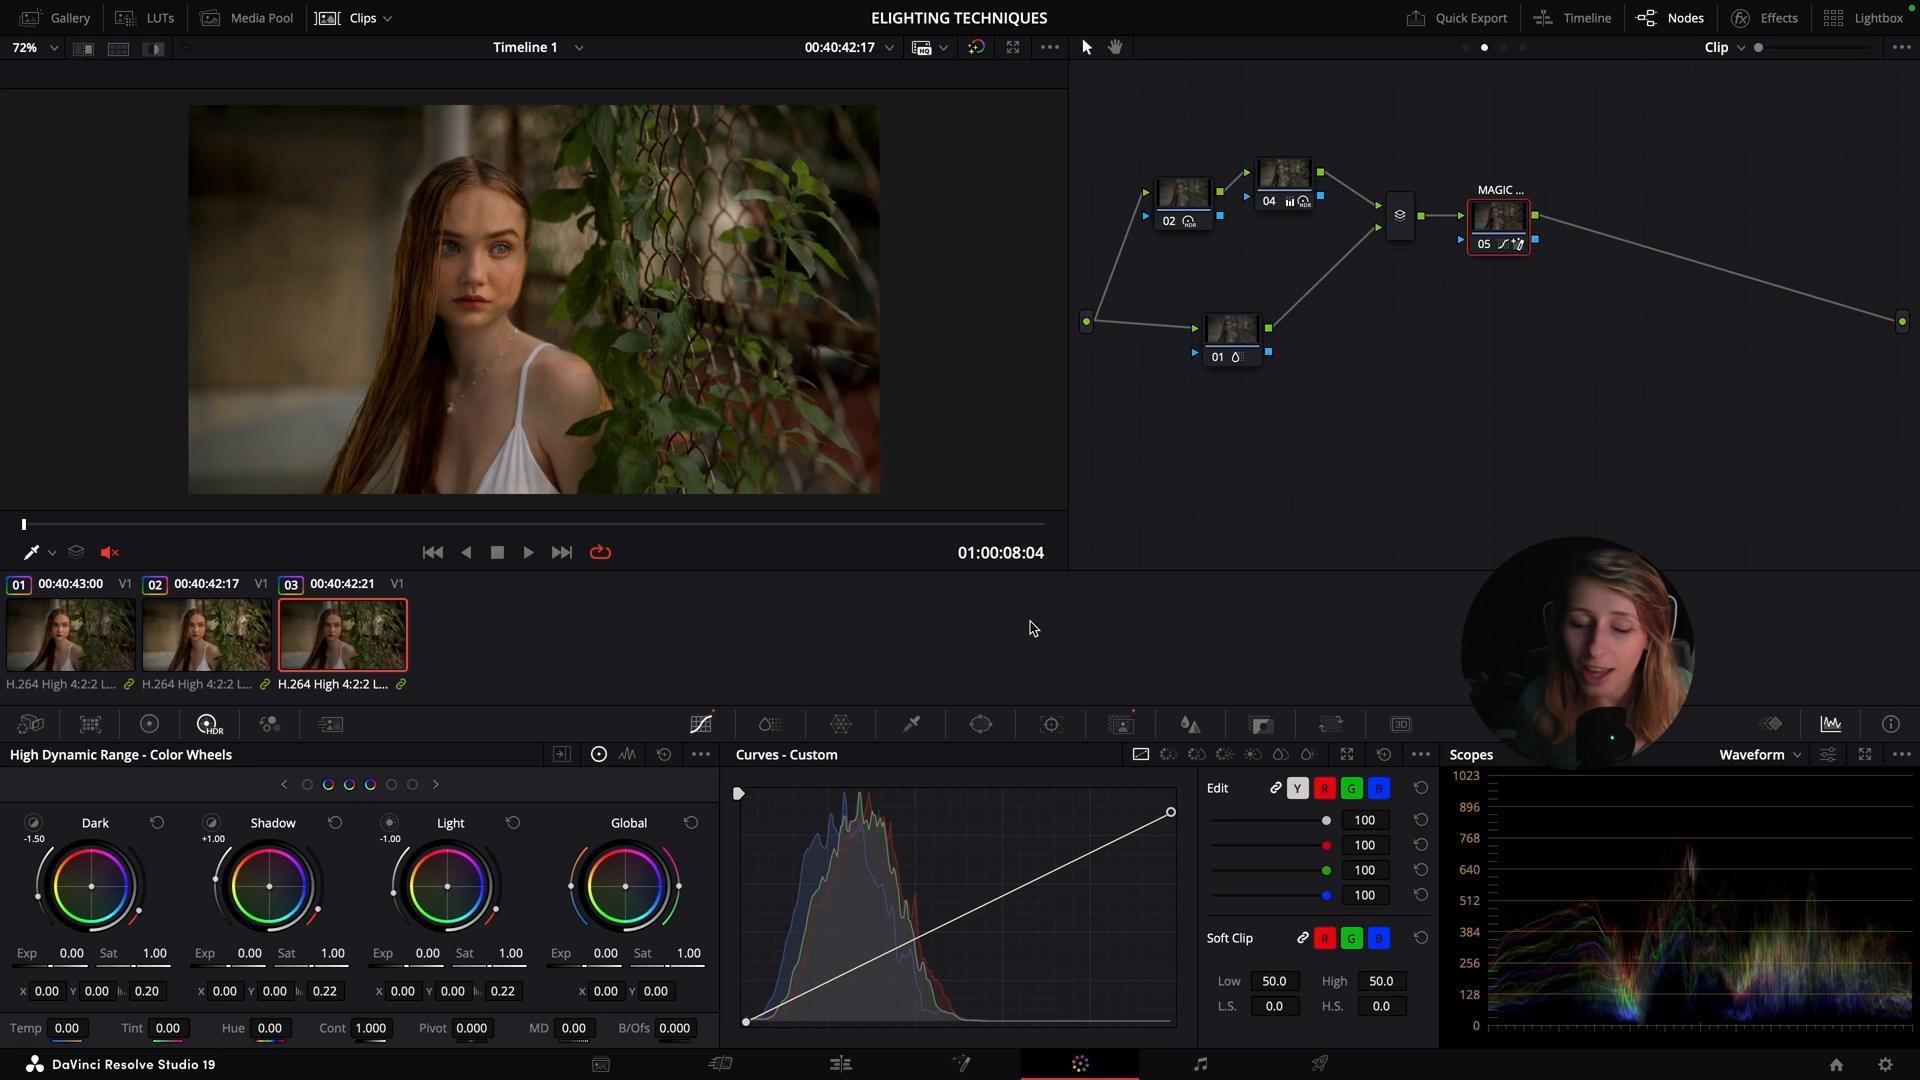 Gallery LUTs Media Pool Clips ELIGHTING TECHNIQUES Quick Export Timeline Nodes Effects Lightbox
72% Timeline 1 00:40:42:17 HQ Clip
MAGIC ...
02 HDR
04 HDR
05
01
01:00:08:04
01 00:40:43:00 V1 02 00:40:42:17 V1 03 00:40:42:21 V1
H.264 High 4:2:2 L... H.264 High 4:2:2 L... H.264 High 4:2:2 L...
HDR 3D
High Dynamic Range - Color Wheels
Dark Shadow Light Global
-1.50 +1.00 -1.00
Exp 0.00 Sat 1.00 Exp 0.00 Sat 1.00 Exp 0.00 Sat 1.00 Exp 0.00 Sat 1.00
X 0.00 Y 0.00 0.20 X 0.00 Y 0.00 0.22 X 0.00 Y 0.00 0.22 X 0.00 Y 0.00
Temp 0.00 Tint 0.00 Hue 0.00 Cont 1.000 Pivot 0.000 MD 0.00 B/Ofs 0.000
Curves - Custom
Edit Y R G B
100
100
100
100
Soft Clip R G B
Low 50.0 High 50.0
L.S. 0.0 H.S. 0.0
Scopes Waveform
1023
896
768
640
512
384
256
128
0
DaVinci Resolve Studio 19